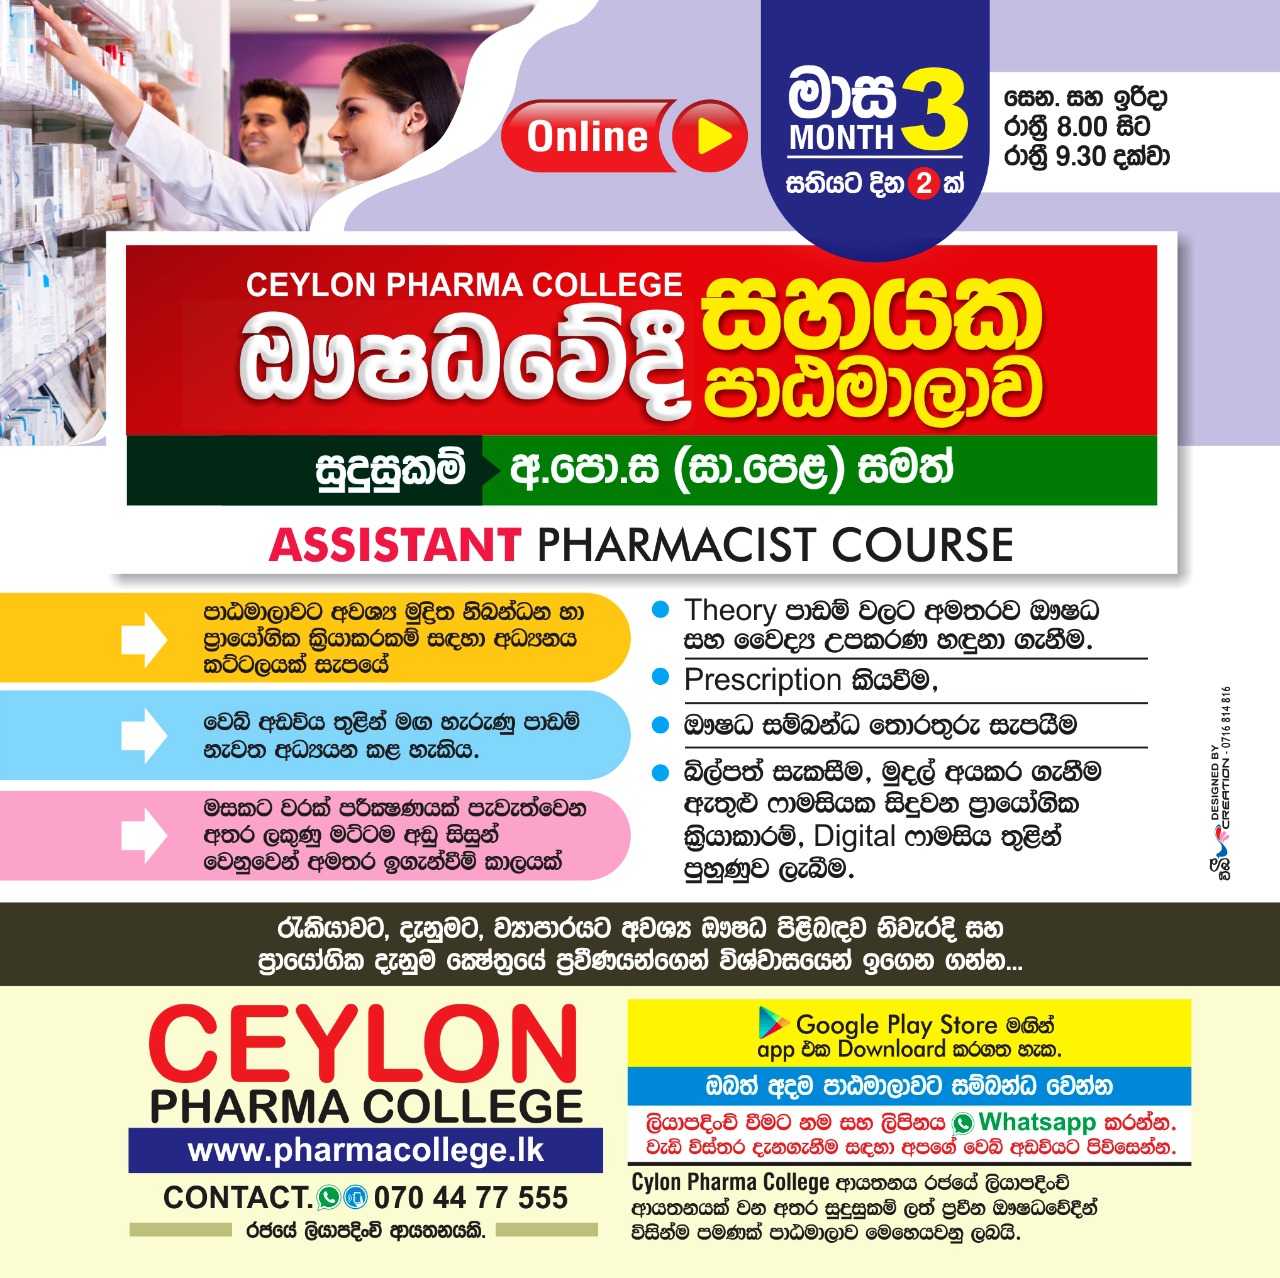 Online
මාස
MONTH
3
සතියට දින 2 ක්
සෙන. සහ ඉරිදා
රාත්‍රී 8.00 සිට
රාත්‍රී 9.30 දක්වා
CEYLON PHARMA COLLEGE
ඖෂධවේදී
සහයක
පාඨමාලාව
සුදුසුකම්
අ.පො.ස (සා.පෙළ) සමත්
ASSISTANT PHARMACIST COURSE
පාඨමාලාවට අවශ්‍ය මුද්‍රිත නිබන්ධන හා
ප්‍රායෝගික ක්‍රියාකරකම් සඳහා අධ්‍යනය
කට්ටලයක් සැපයේ
වෙබ් අඩවිය තුළින් මඟ හැරුණු පාඩම්
නැවත අධ්‍යයන කළ හැකිය.
මසකට වරක් පරීක්‍ෂණයක් පැවැත්වෙන
අතර ලකුණු මට්ටම අඩු සිසුන්
වෙනුවෙන් අමතර ඉගැන්වීම් කාලයක්
Theory පාඩම් වලට අමතරව ඖෂධ
සහ වෛද්‍ය උපකරණ හඳුනා ගැනීම.
Prescription කියවීම,
ඖෂධ සම්බන්ධ තොරතුරු සැපයීම
බිල්පත් සැකසීම, මුදල් අයකර ගැනීම
ඇතුළු ෆාමසියක සිදුවන ප්‍රායෝගික
ක්‍රියාකාරම්, Digital ෆාමසිය තුළින්
පුහුණුව ලැබීම.
DESIGNED BY
විබී CREATION - 0716 814 816
රැකියාවට, දැනුමට, ව්‍යාපාරයට අවශ්‍ය ඖෂධ පිළිබඳව නිවැරදි සහ
ප්‍රායෝගික දැනුම ක්‍ෂේත්‍රයේ ප්‍රවීණයන්ගෙන් විශ්වාසයෙන් ඉගෙන ගන්න...
CEYLON
PHARMA COLLEGE
www.pharmacollege.lk
CONTACT. 070 44 77 555
රජයේ ලියාපදිංචි ආයතනයකි.
Google Play Store මඟින්
app එක Downloard කරගත හැක.
ඔබත් අදම පාඨමාලාවට සම්බන්ධ වෙන්න
ලියාපදිංචි වීමට නම සහ ලිපිනය Whatsapp කරන්න.
වැඩි විස්තර දැනගැනීම සඳහා අපගේ වෙබ් අඩවියට පිවිසෙන්න.
Cylon Pharma College ආයතනය රජයේ ලියාපදිංචි
ආයතනයක් වන අතර සුදුසුකම් ලත් ප්‍රවීන ඖෂධවේදීන්
විසින්ම පමණක් පාඨමාලාව මෙහෙයවනු ලබයි.